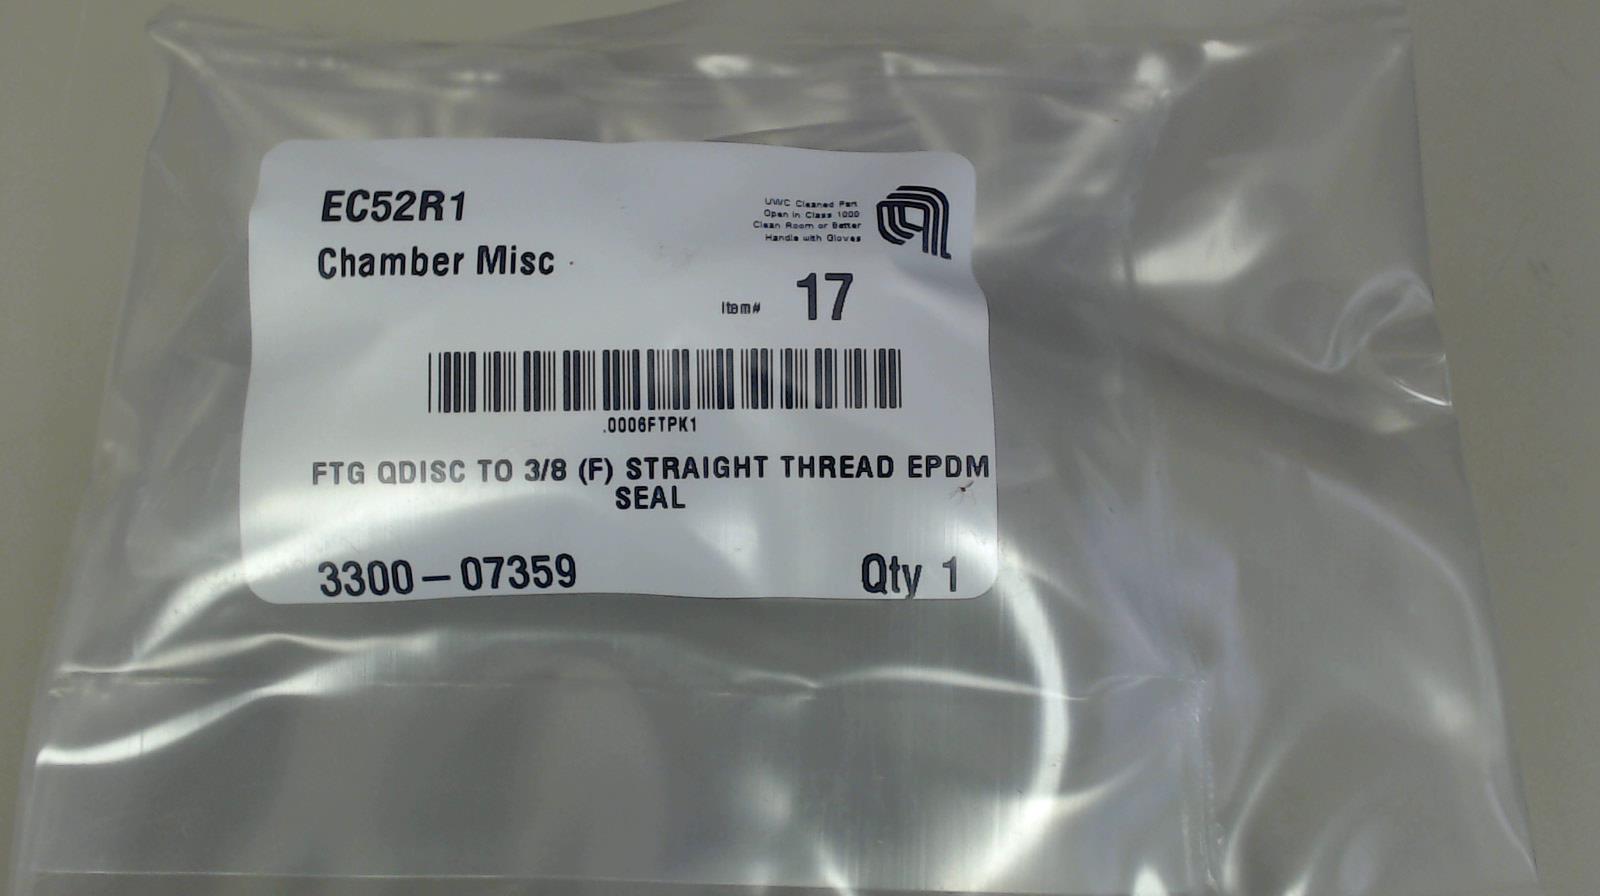 EC52R1
Chamber Misc
UWC Cleaned Part
Open in Class 1000
Clean Room or Better
Handle with Gloves
Item# 17
.0006FTPK1
FTG QDISC TO 3/8 (F) STRAIGHT THREAD EPDM
SEAL
3300-07359 Qty 1